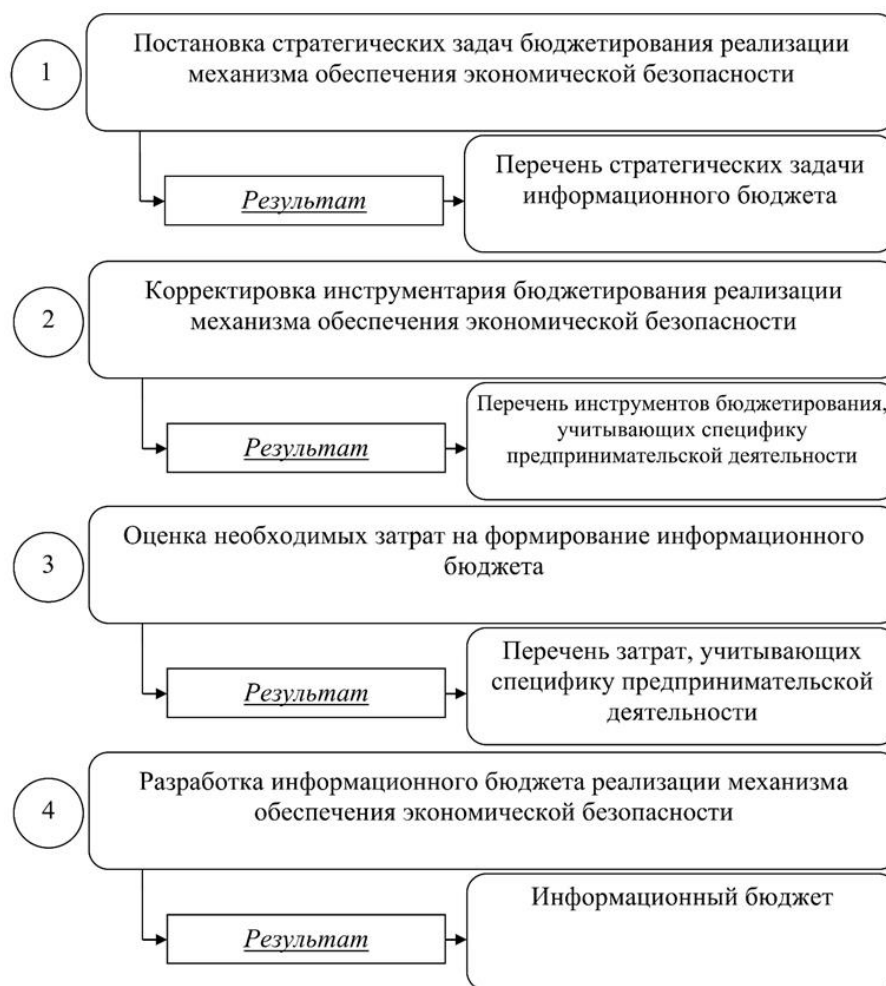 1
Постановка стратегических задач бюджетирования реализации
механизма обеспечения экономической безопасности
Результат
Перечень стратегических задачи
информационного бюджета
2
Корректировка инструментария бюджетирования реализации
механизма обеспечения экономической безопасности
Результат
Перечень инструментов бюджетирования,
учитывающих специфику
предпринимательской деятельности
3
Оценка необходимых затрат на формирование информационного
бюджета
Результат
Перечень затрат, учитывающих
специфику предпринимательской
деятельности
4
Разработка информационного бюджета реализации механизма
обеспечения экономической безопасности
Результат
Информационный бюджет